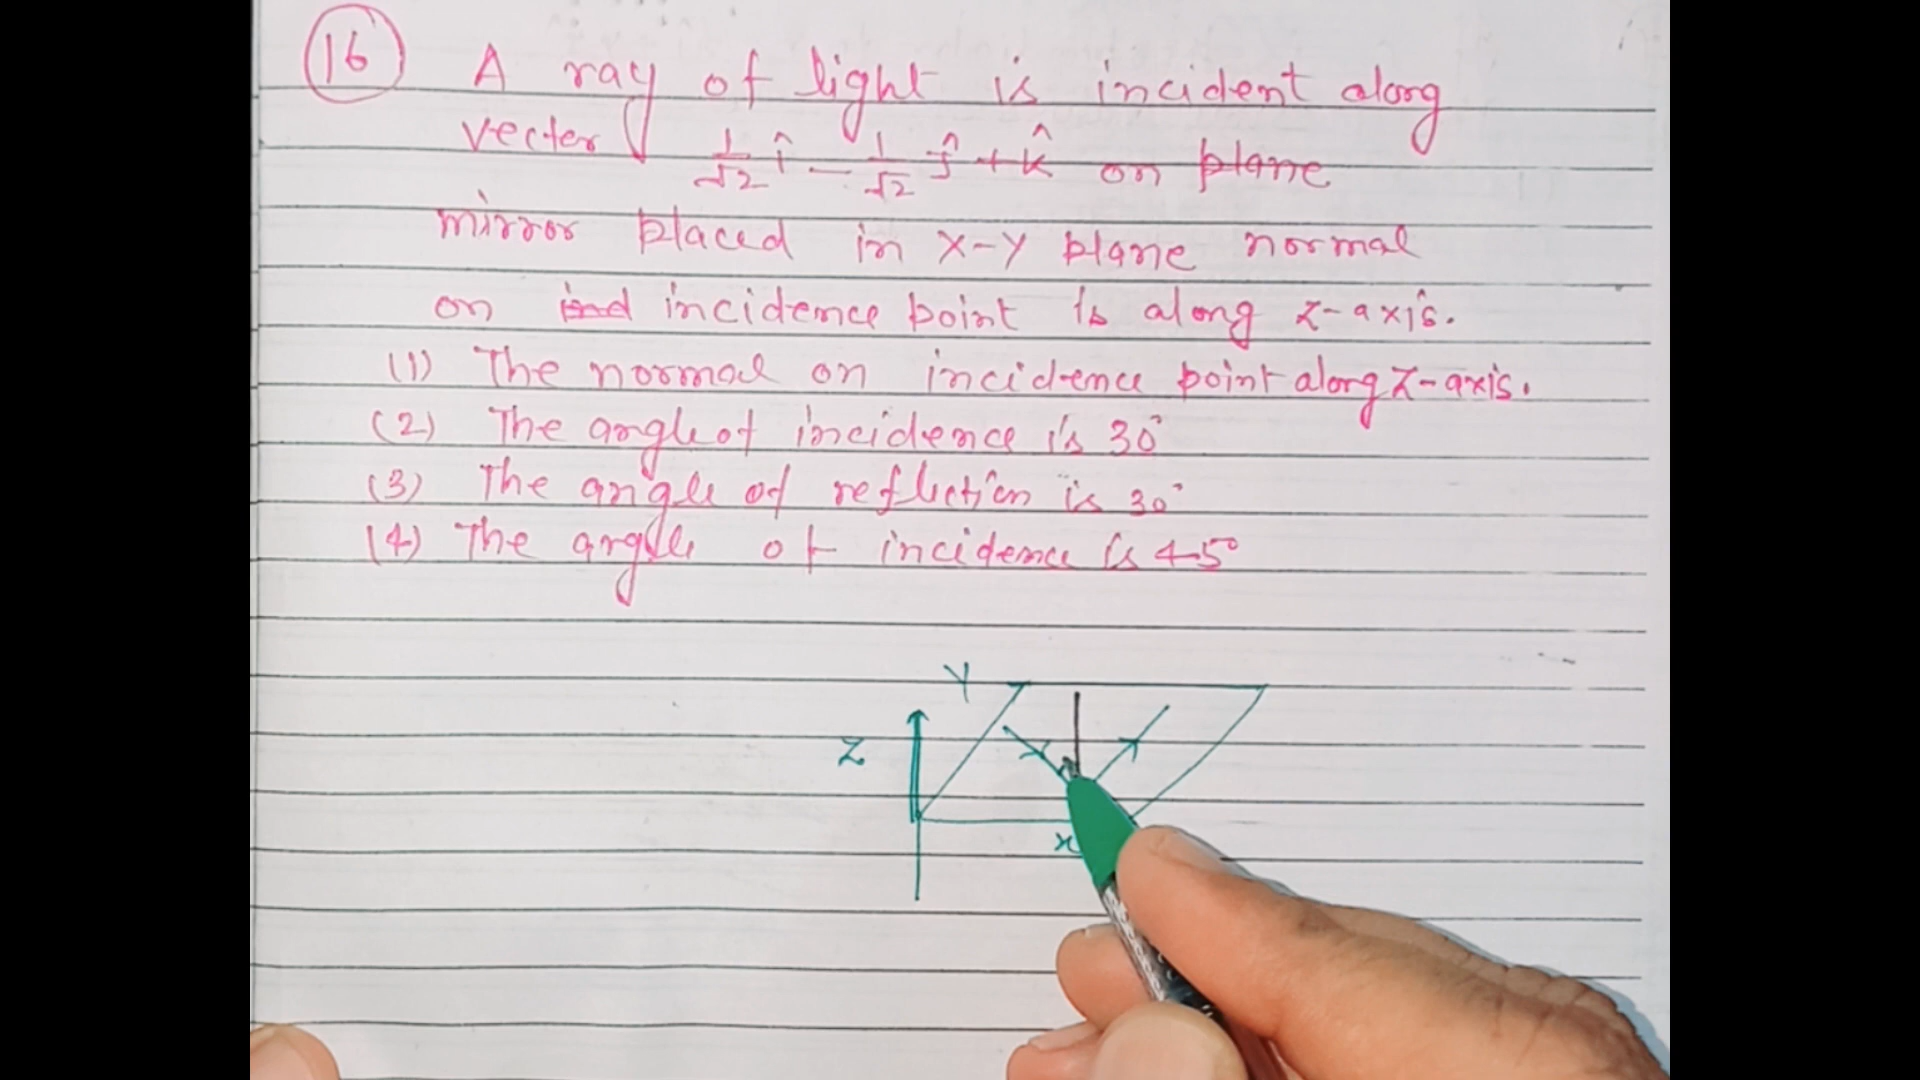 16 A ray of light is incident along
vecter 1/√2 î - 1/√2 ĵ + k̂ on plane
mirror placed in X-Y plane normal
on ind incidence point is along z-axis.
(1) The normal on incidence point along Z-axis.
(2) The angle of incidence is 30°
(3) The angle of reflection is 30°
(4) The angle of incidence is 45°
Y
Z
x